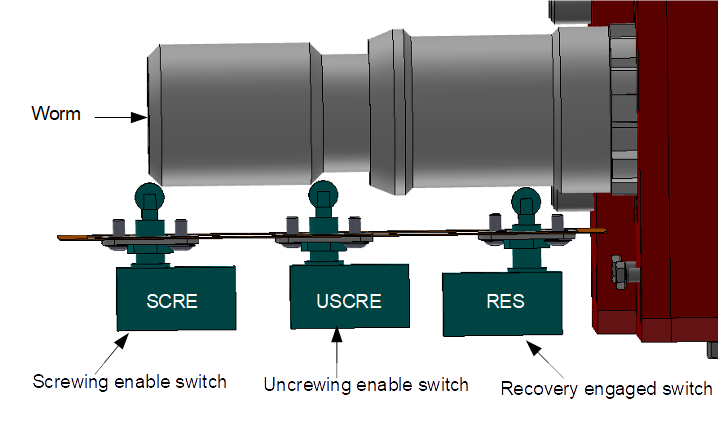 Worm
SCRE
USCRE
RES
Screwing enable switch
Uncrewing enable switch
Recovery engaged switch